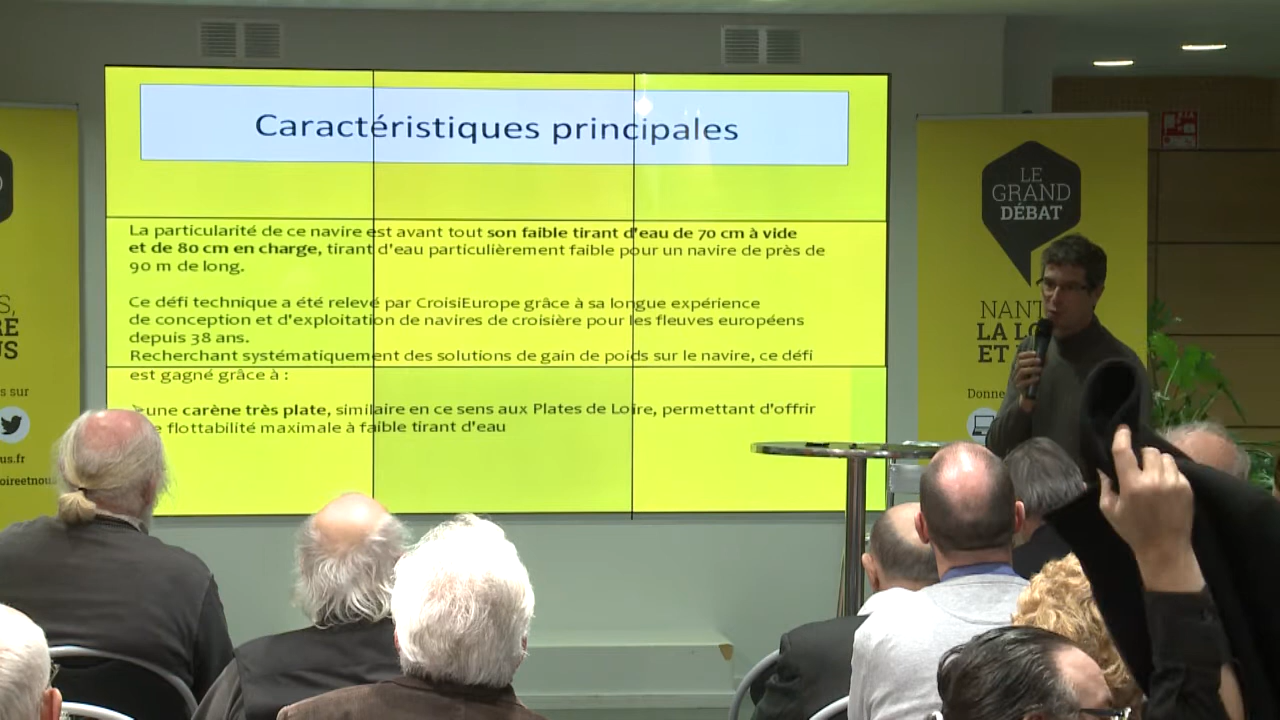 Caractéristiques principales
La particularité de ce navire est avant tout son faible tirant d'eau de 70 cm à vide
et de 80 cm en charge, tirant d'eau particulièrement faible pour un navire de près de
90 m de long.
Ce défi technique a été relevé par CroisiEurope grâce à sa longue expérience
de conception et d'exploitation de navires de croisière pour les fleuves européens
depuis 38 ans.
Recherchant systématiquement des solutions de gain de poids sur le navire, ce défi
est gagné grâce à :
une carène très plate, similaire en ce sens aux Plates de Loire, permettant d'offrir
flottabilité maximale à faible tirant d'eau
LE
GRAND
DÉBAT
NANT
LA LO
ET
Donne
S,
RE
US
s sur
us.fr
oireetnous